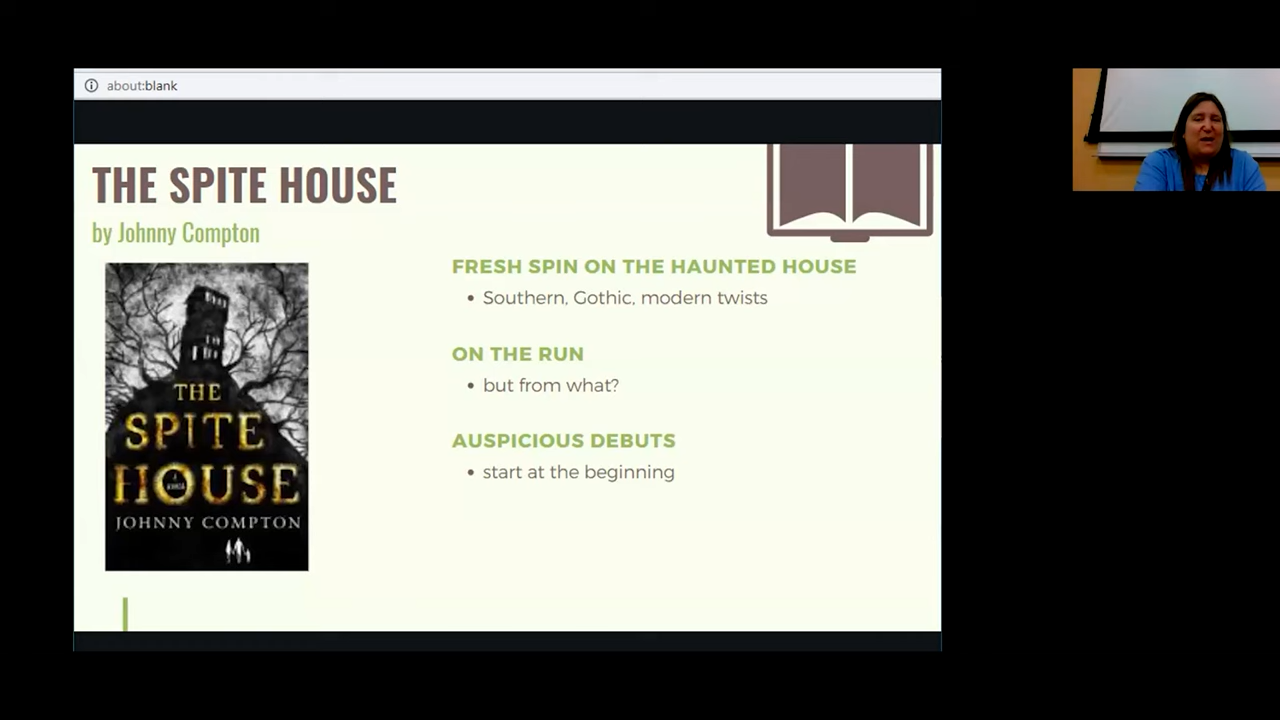 about:blank
THE SPITE HOUSE
by Johnny Compton
THE
SPITE
HOUSE
JOHNNY COMPTON
FRESH SPIN ON THE HAUNTED HOUSE
• Southern, Gothic, modern twists
ON THE RUN
• but from what?
AUSPICIOUS DEBUTS
• start at the beginning